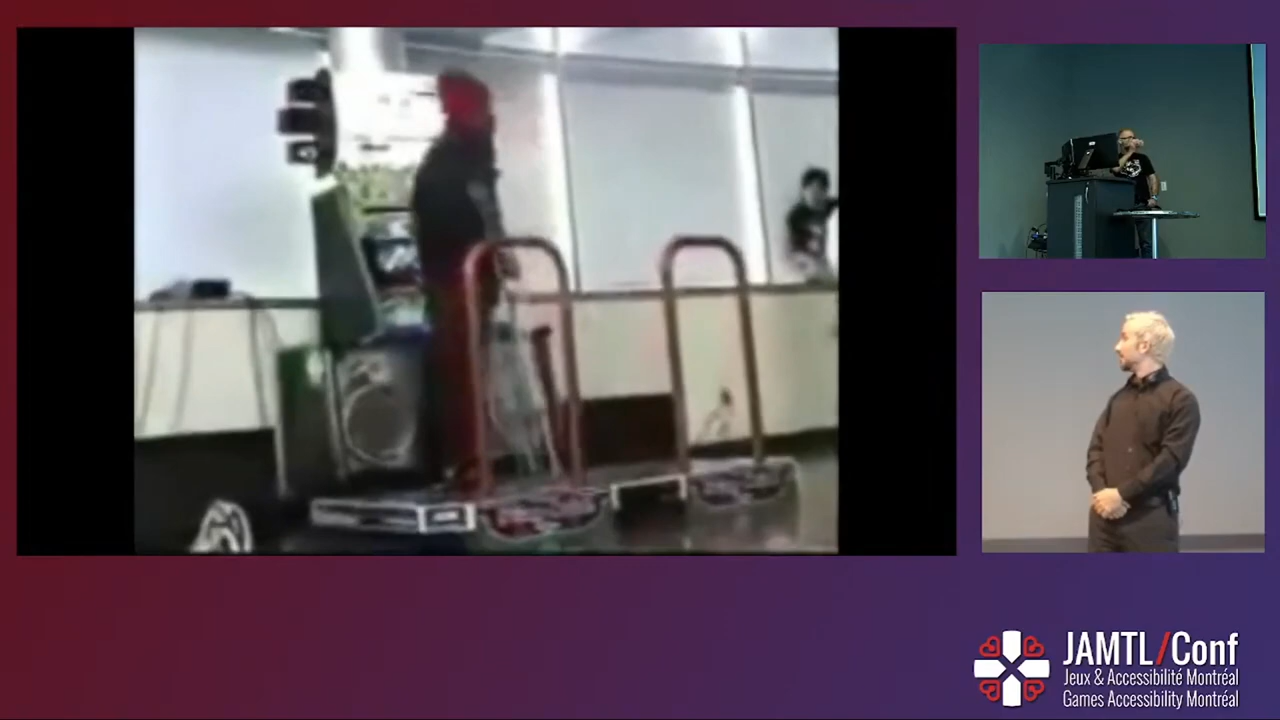 JAMTL/Conf
Jeux & Accessibilité Montréal
Games Accessibility Montréal